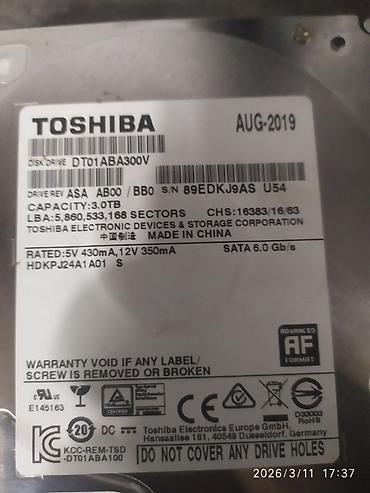 TOSHIBA
AUG-2019
DISK DRIVE DT01ABA300V
DRIVE REV ASA AB00 / BB0 S/N 89EDKJ9AS U54
CAPACITY:3.0TB
LBA:5,860,533,168 SECTORS CHS:16383/16/63
TOSHIBA ELECTRONIC DEVICES & STORAGE CORPORATION
中国制造 MADE IN CHINA
RATED:5V 430mA,12V 350mA SATA 6.0 Gb/s
HDKPJ24A1A01 S
ADVANCED
AF
FORMAT
WARRANTY VOID IF ANY LABEL/
SCREW IS REMOVED OR BROKEN
E145163
D33003
RoHS
20
DC
Toshiba Electronics Europe GmbH,
Hansaallee 181, 40549 Dusseldorf, Germany
KCC-REM-TSD
-DT01ABA100
DO NOT COVER ANY DRIVE HOLES
2026/3/11 17:37